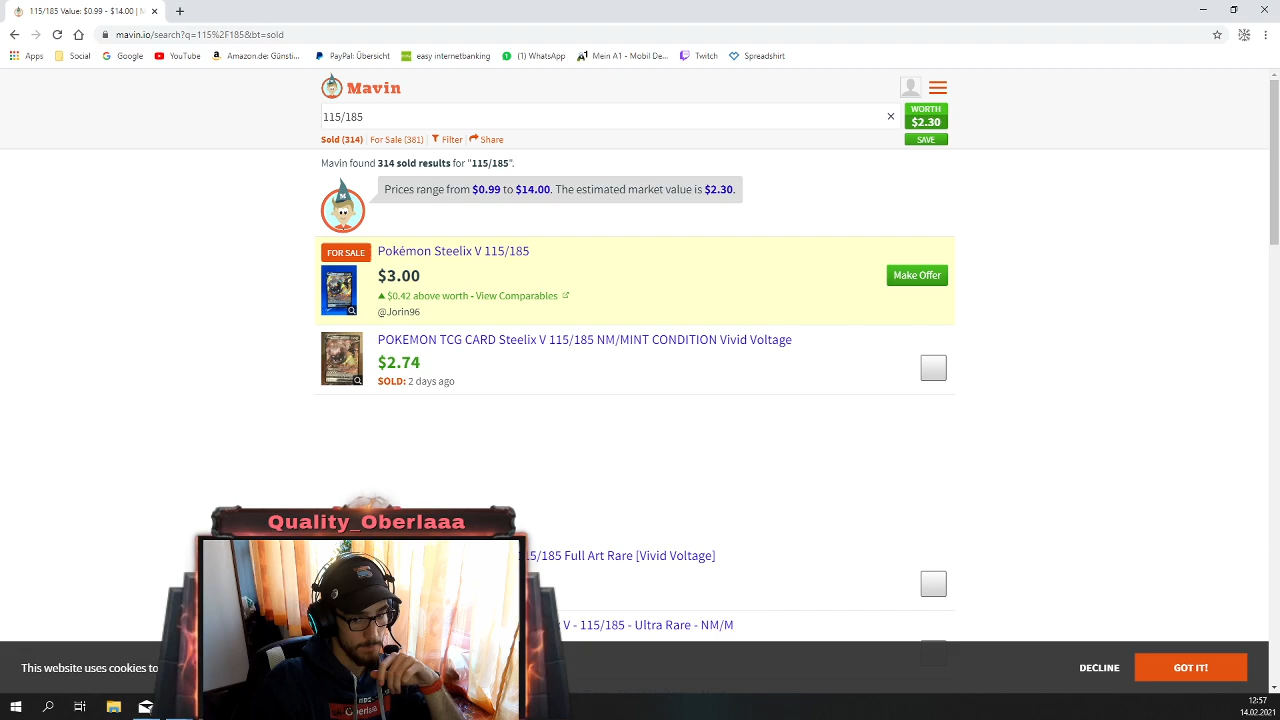 115/185 Value: $0.99 - $14.00 | M
mavin.io/search?q=115%2F185&bt=sold
Apps Social Google YouTube Amazon.de: Günsti... PayPal: Übersicht easy internetbanking (1) WhatsApp Mein A1 - Mobil De... Twitch Spreadshirt
Mavin
115/185
WORTH
$2.30
Sold (314) For Sale (381) Filter Share
SAVE
Mavin found 314 sold results for "115/185".
Prices range from $0.99 to $14.00. The estimated market value is $2.30.
FOR SALE Pokémon Steelix V 115/185
$3.00
Make Offer
$0.42 above worth - View Comparables
@Jorin96
POKEMON TCG CARD Steelix V 115/185 NM/MINT CONDITION Vivid Voltage
$2.74
SOLD: 2 days ago
Quality_Oberlaaa
15/185 Full Art Rare [Vivid Voltage]
V - 115/185 - Ultra Rare - NM/M
This website uses cookies to
DECLINE GOT IT!
12:57
14.02.2021